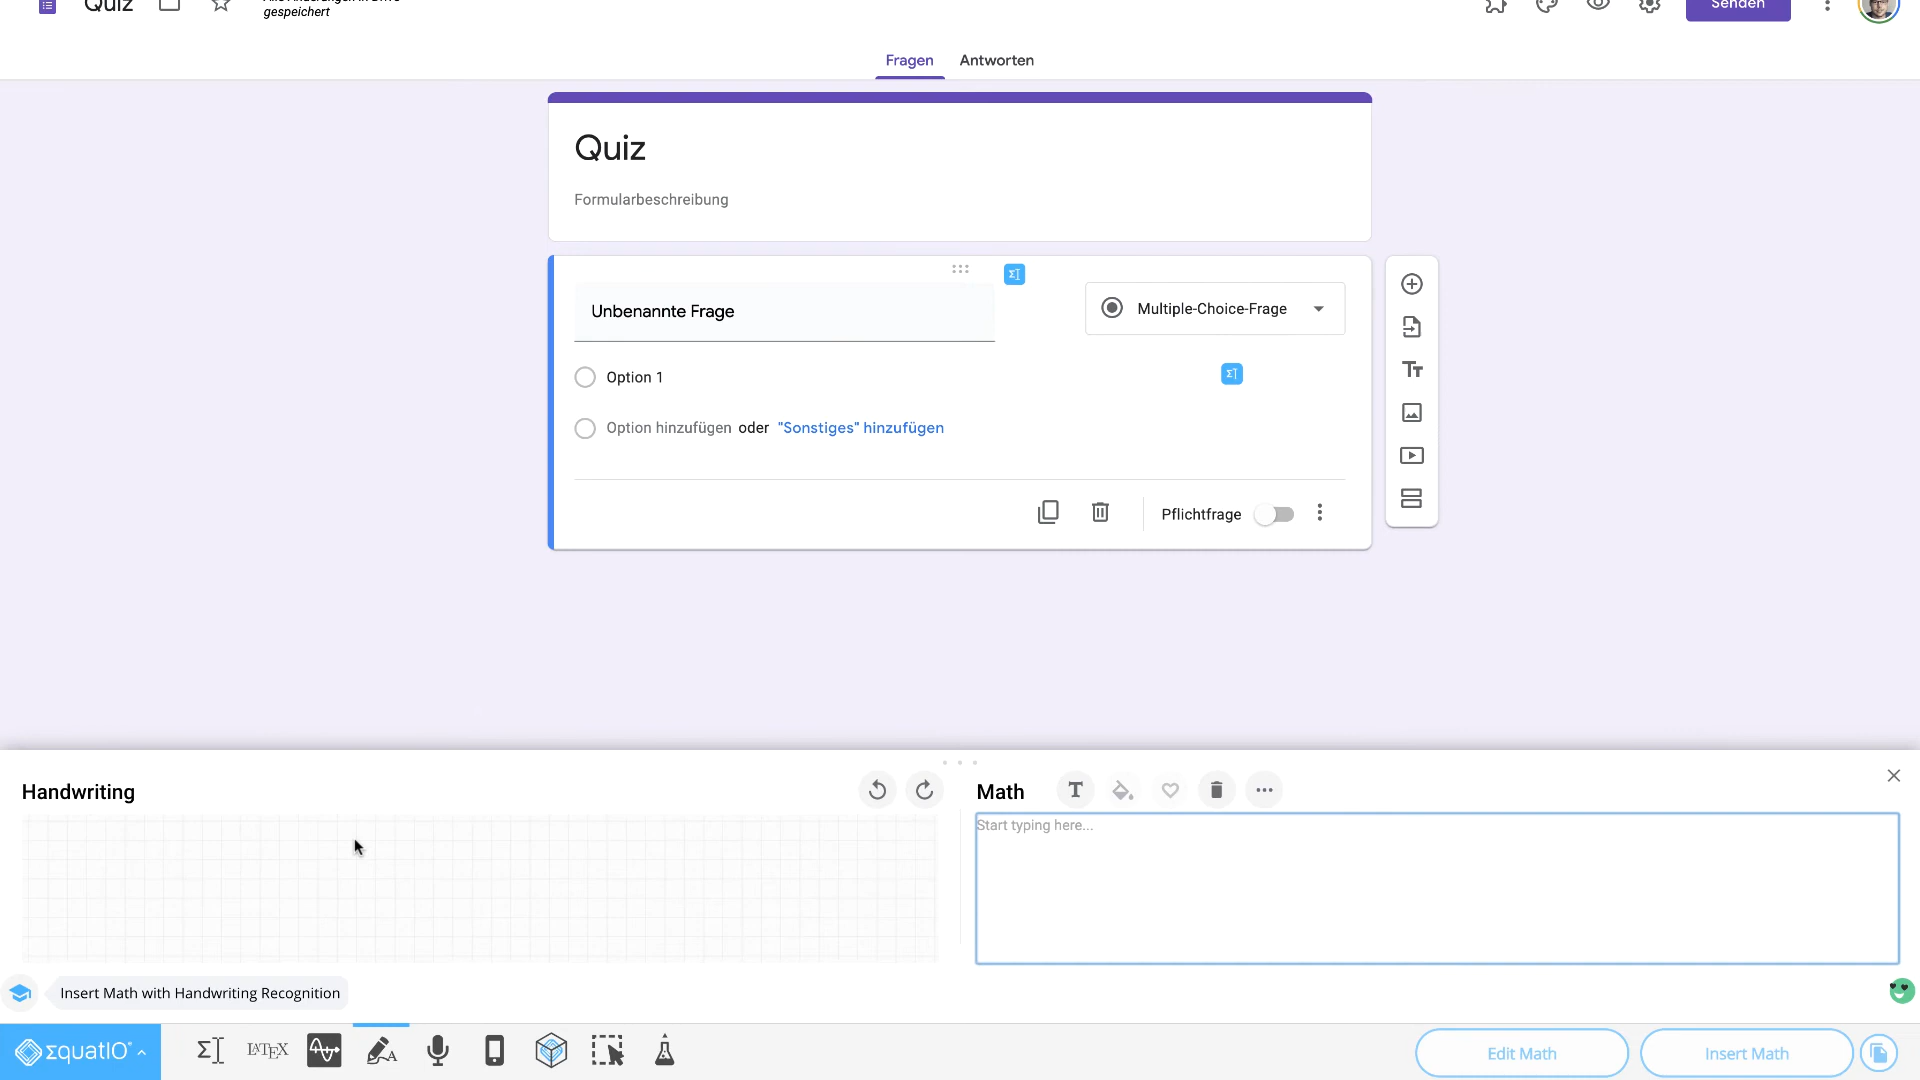 Quiz
gespeichert
Senden
Fragen
Antworten
Quiz
Formularbeschreibung
Unbenannte Frage
Multiple-Choice-Frage
Option 1
Option hinzufügen oder "Sonstiges" hinzufügen
Pflichtfrage
Handwriting
Math
Start typing here...
Insert Math with Handwriting Recognition
ΣquatIO
LATEX
Edit Math
Insert Math